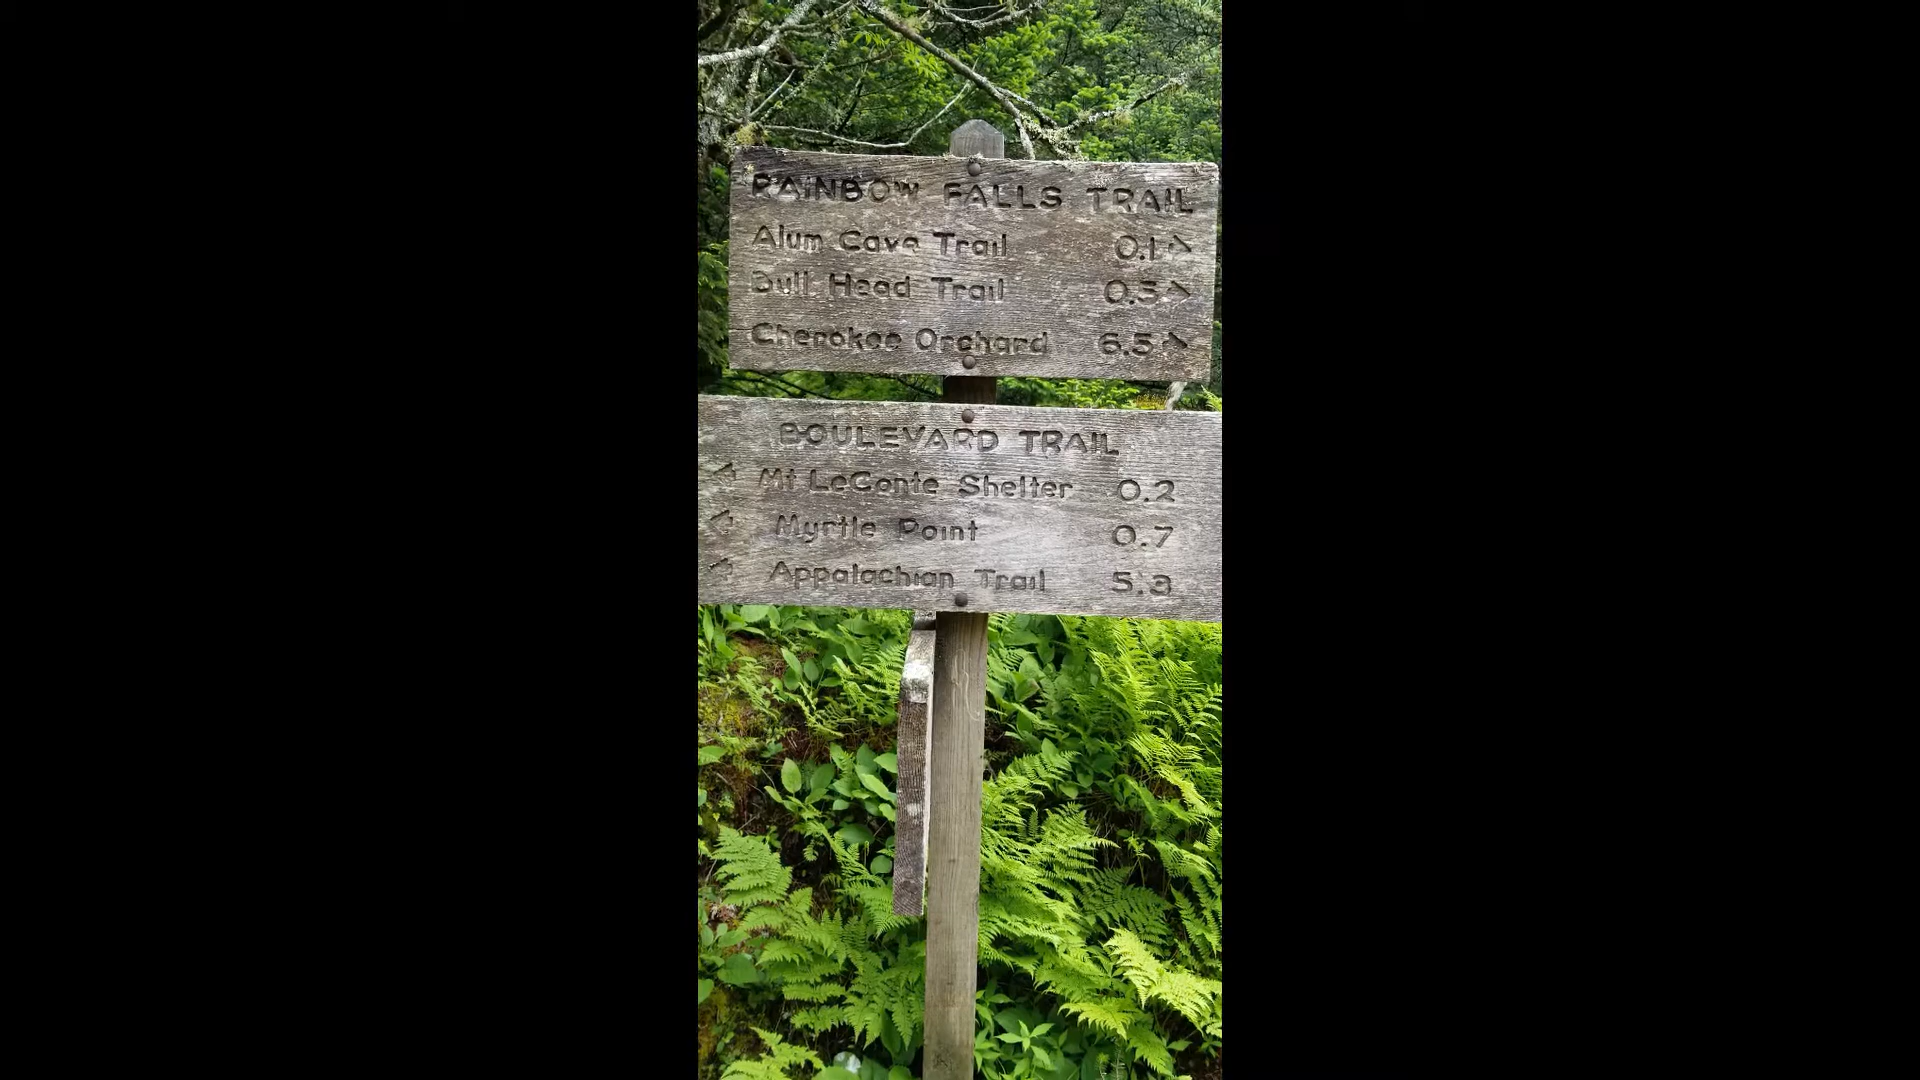 RAINBOW FALLS TRAIL
Alum Cave Trail 0.1 >
Bull Head Trail 0.5 >
Cherokee Orchard 6.5 >
BOULEVARD TRAIL
< Mt LeConte Shelter 0.2
< Myrtle Point 0.7
< Appalachian Trail 5.3